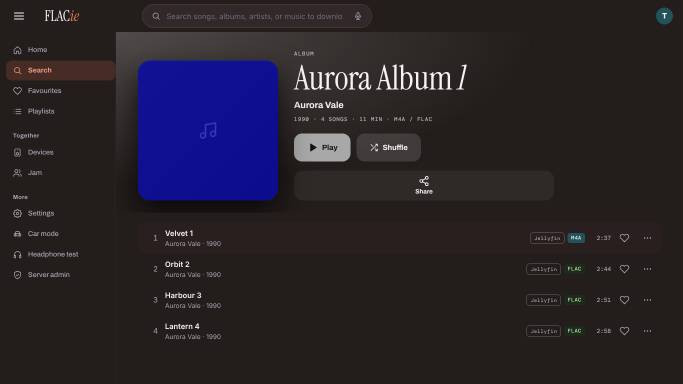 FLACie
Search songs, albums, artists, or music to downlo
T
Home
Search
Favourites
Playlists
Together
Devices
Jam
More
Settings
Car mode
Headphone test
Server admin
ALBUM
Aurora Album 1
Aurora Vale
1990 · 4 SONGS · 11 MIN · M4A / FLAC
Play
Shuffle
Share
1 Velvet 1 Jellyfin M4A 2:37
Aurora Vale · 1990
2 Orbit 2 Jellyfin FLAC 2:44
Aurora Vale · 1990
3 Harbour 3 Jellyfin FLAC 2:51
Aurora Vale · 1990
4 Lantern 4 Jellyfin FLAC 2:58
Aurora Vale · 1990